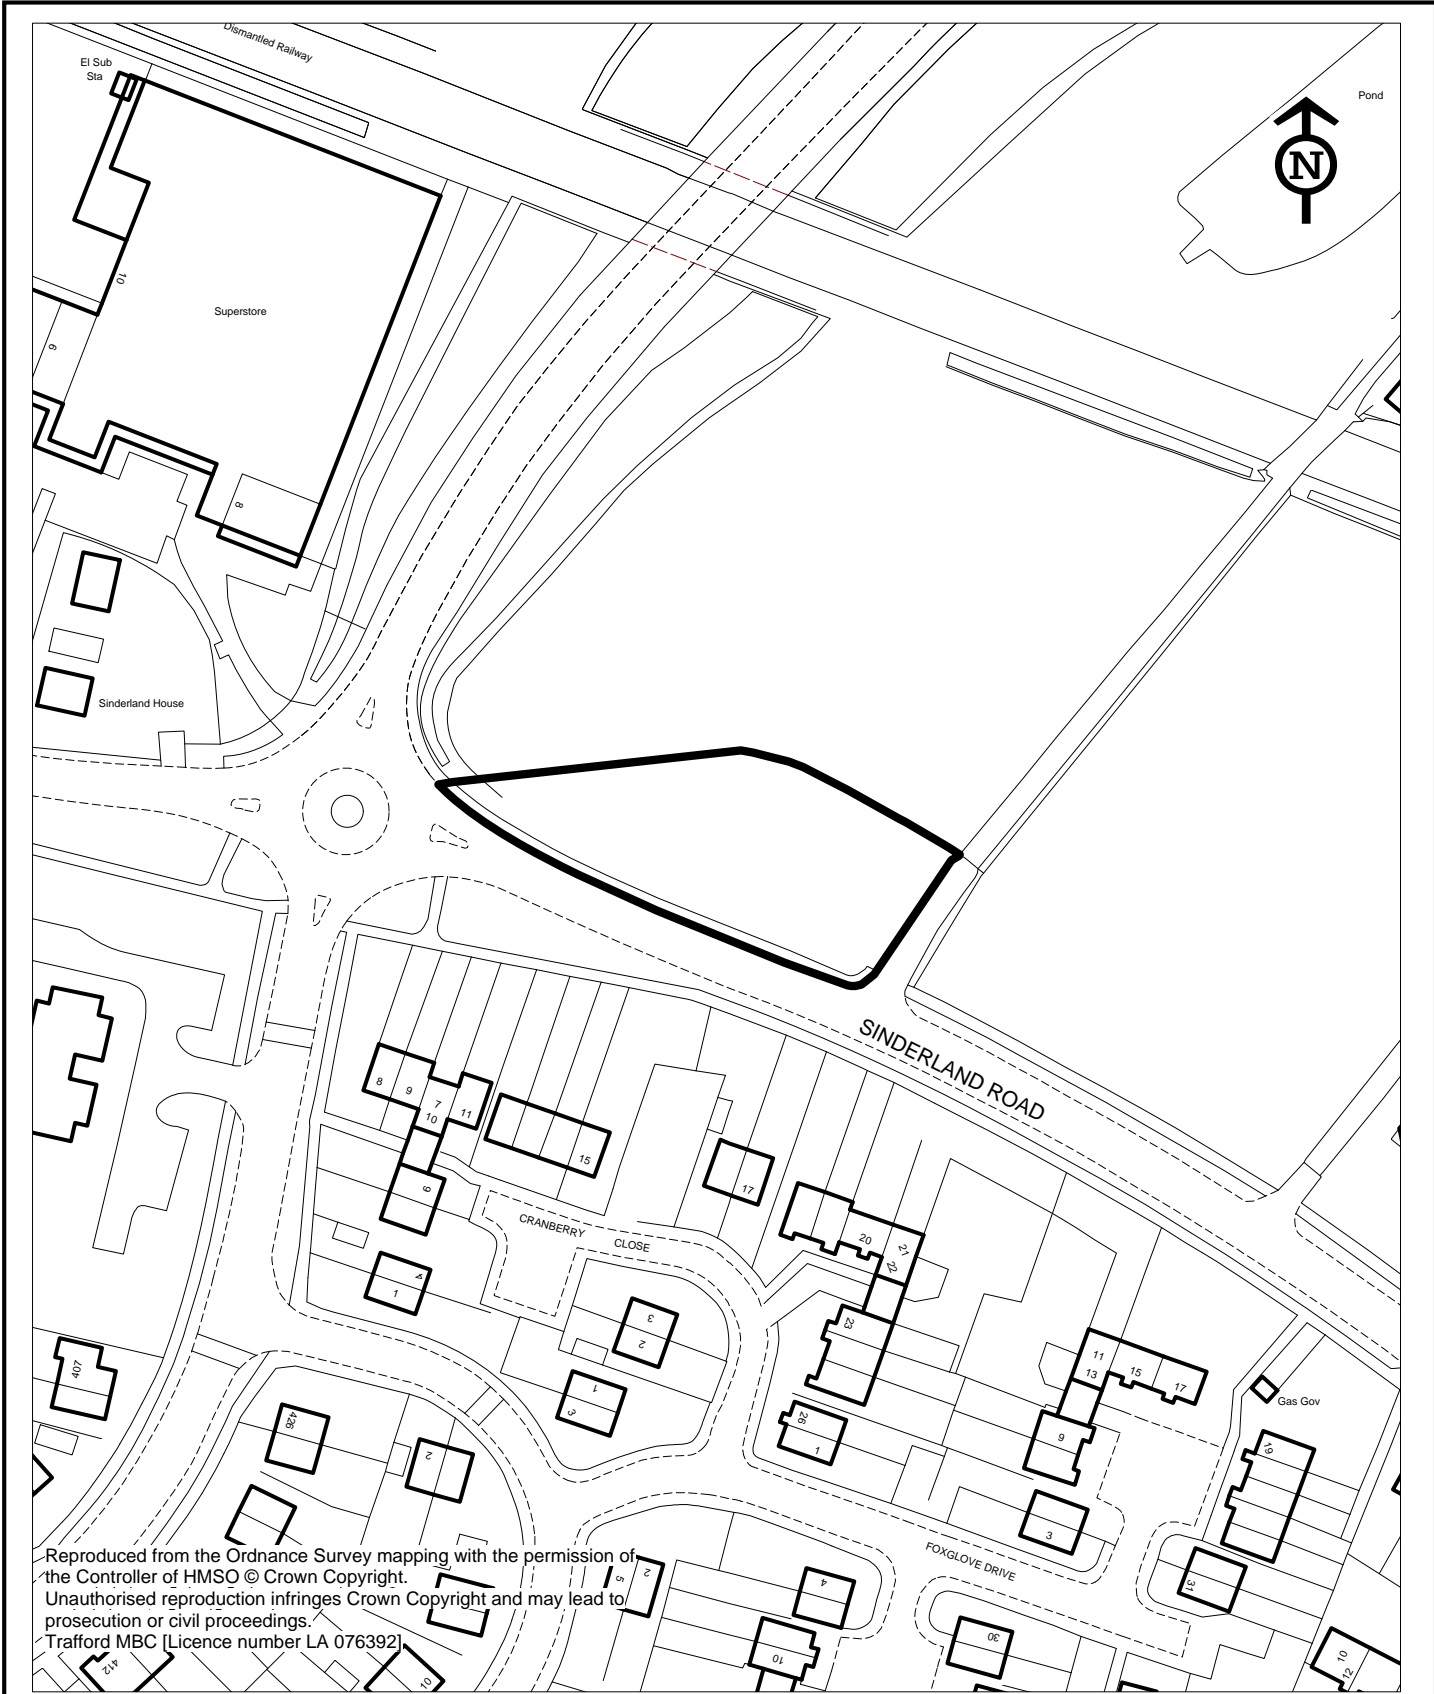 Dismantled Railway
El Sub
Sta
Pond
N
10
Superstore
6
8
Sinderland House
SINDERLAND ROAD
8
9
7
10
11
15
17
9
CRANBERRY
CLOSE
20
21
22
4
1
3
2
23
11
13
15
17
407
1
3
Gas Gov
426
26
1
9
19
2
3
FOXGLOVE DRIVE
Reproduced from the Ordnance Survey mapping with the permission of
the Controller of HMSO © Crown Copyright.
Unauthorised reproduction infringes Crown Copyright and may lead to
prosecution or civil proceedings.
Trafford MBC [Licence number LA 076392]
5
2
4
31
30
10
412
10
10
12